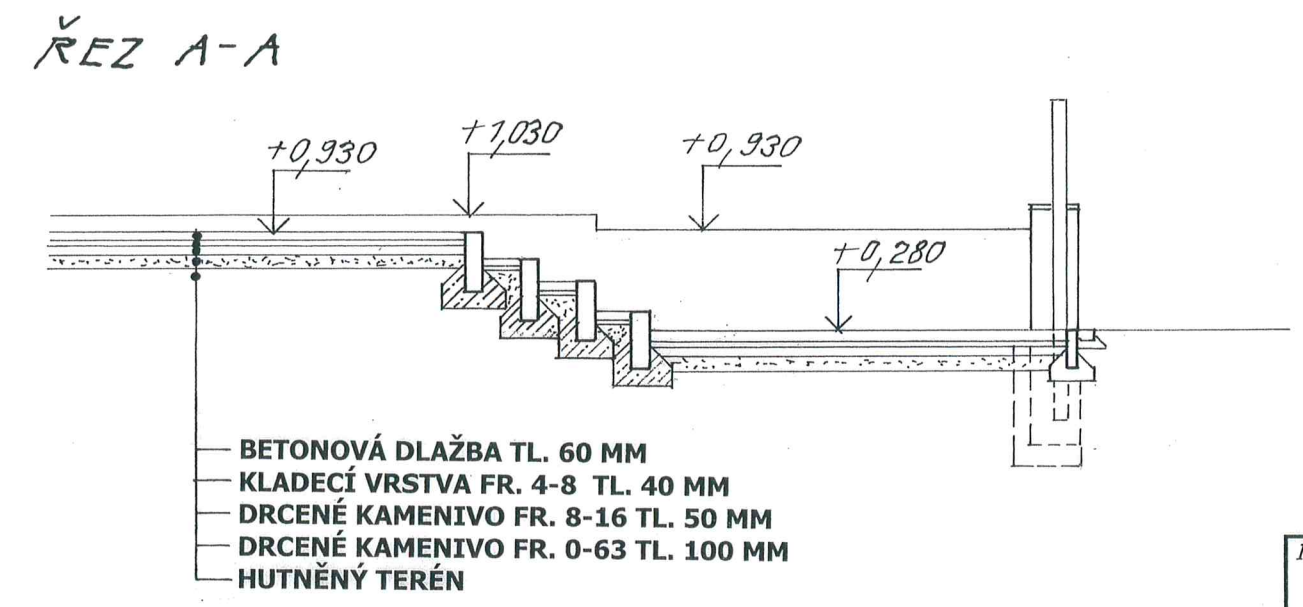 ŘEZ A-A
+0,930
+1,030
+0,930
+0,280
BETONOVÁ DLAŽBA TL. 60 MM
KLADECÍ VRSTVA FR. 4-8 TL. 40 MM
DRCENÉ KAMENIVO FR. 8-16 TL. 50 MM
DRCENÉ KAMENIVO FR. 0-63 TL. 100 MM
HUTNĚNÝ TERÉN